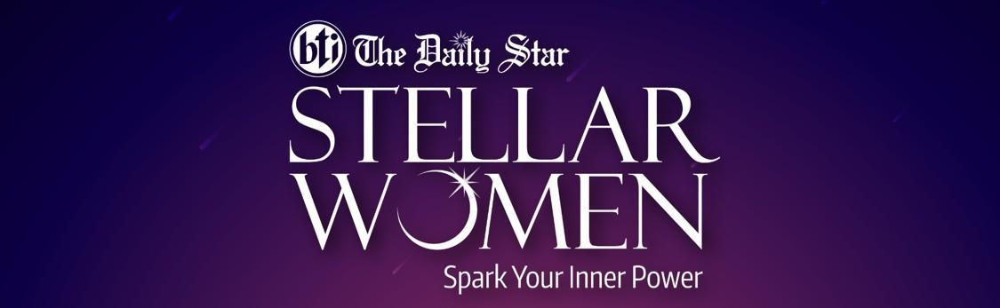 bti The Daily Star
STELLAR
WOMEN
Spark Your Inner Power